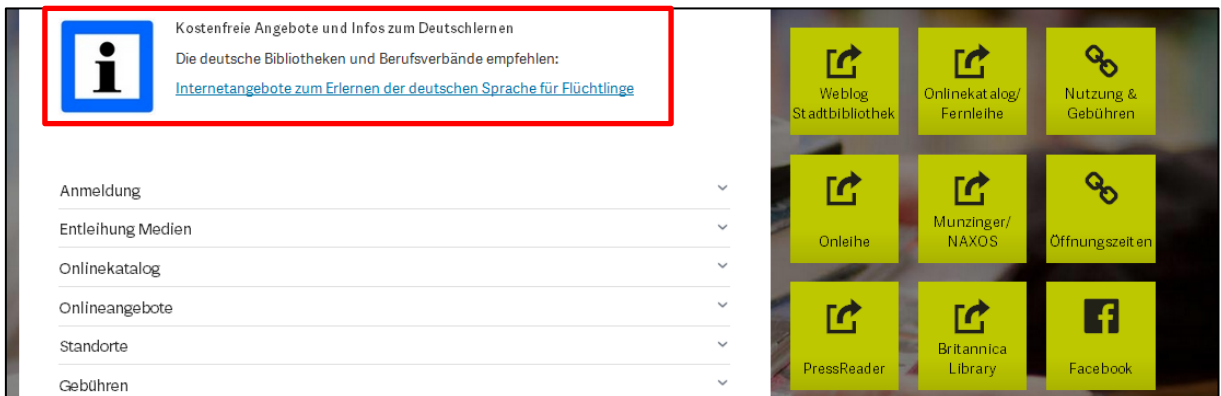 Kostenfreie Angebote und Infos zum Deutschlernen
Die deutsche Bibliotheken und Berufsverbände empfehlen:
Internetangebote zum Erlernen der deutschen Sprache für Flüchtlinge
Anmeldung
Entleihung Medien
Onlinekatalog
Onlineangebote
Standorte
Gebühren
Weblog
Stadtbibliothek
Onlinekatalog/
Fernleihe
Nutzung &
Gebühren
Onleihe
Munzinger/
NAXOS
Öffnungszeiten
PressReader
Britannica
Library
Facebook